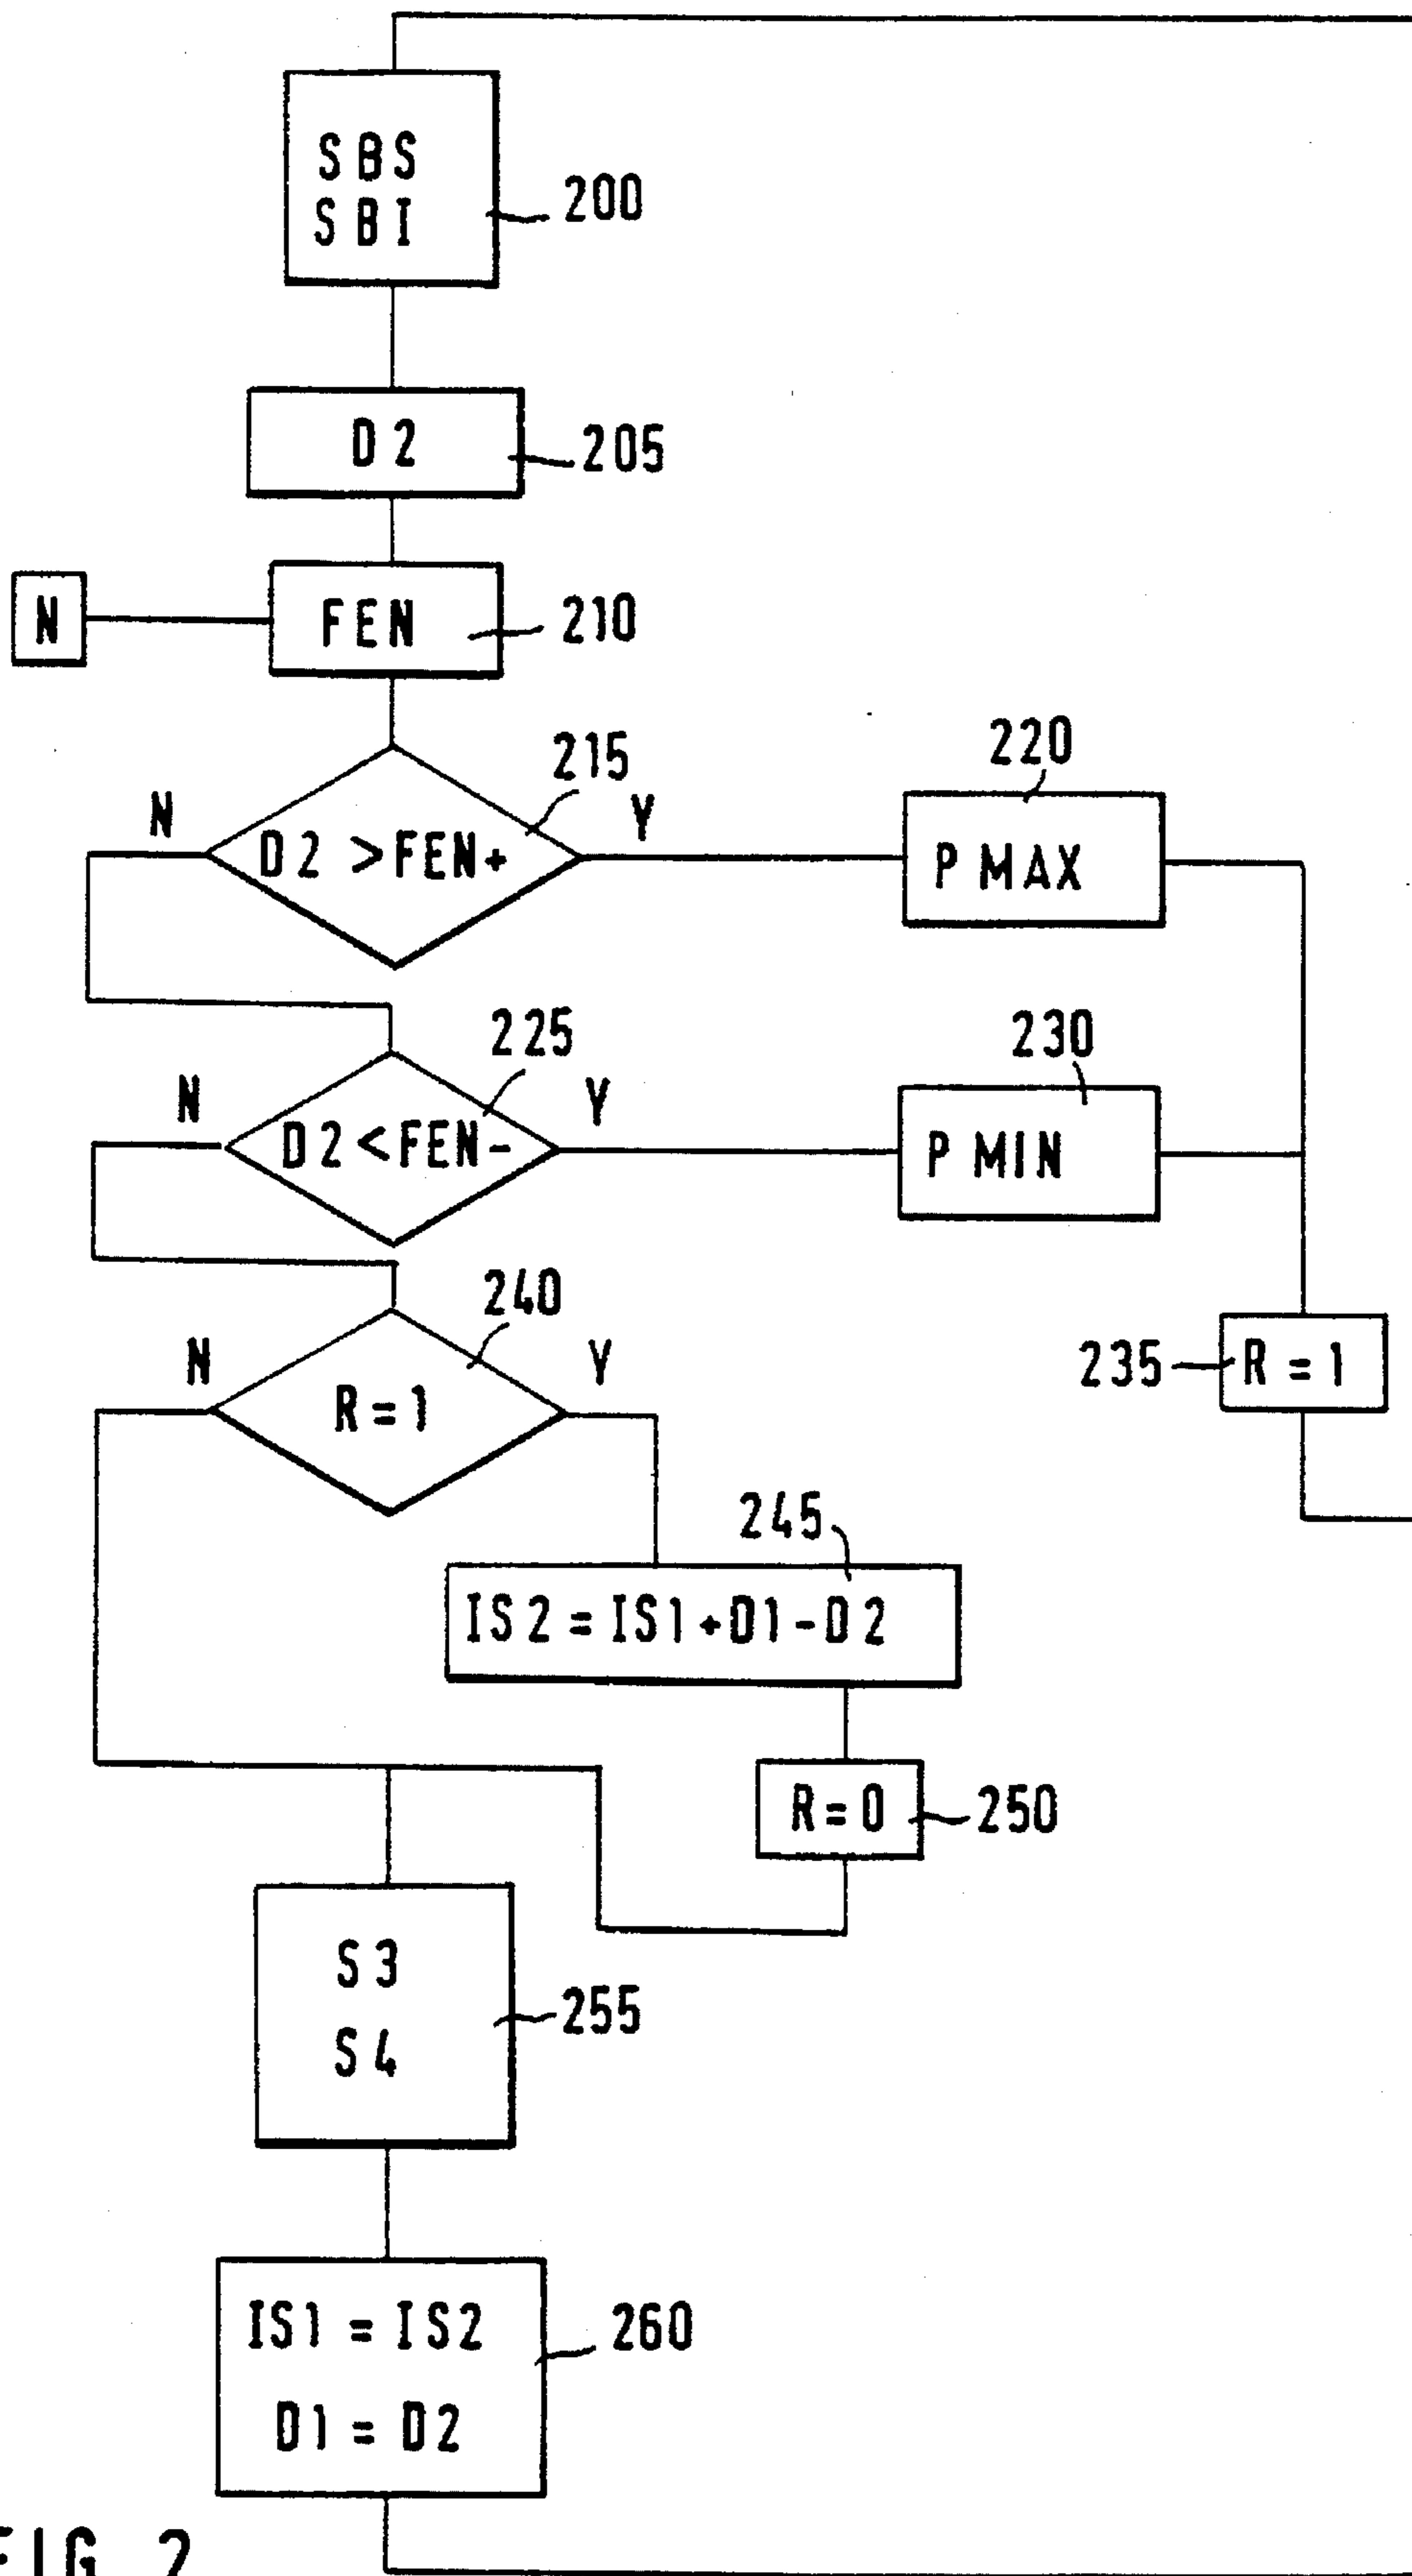 SBS
SBI
200
D2
205
N
FEN
210
215
N
D2 >FEN+
Y
220
P MAX
225
N
D2 <FEN-
Y
230
P MIN
240
N
R=1
Y
235
R = 1
245
IS2 = IS1+D1-D2
R=0
250
S3
S4
255
IS1 = IS2
D1 = D2
260
FIG 2